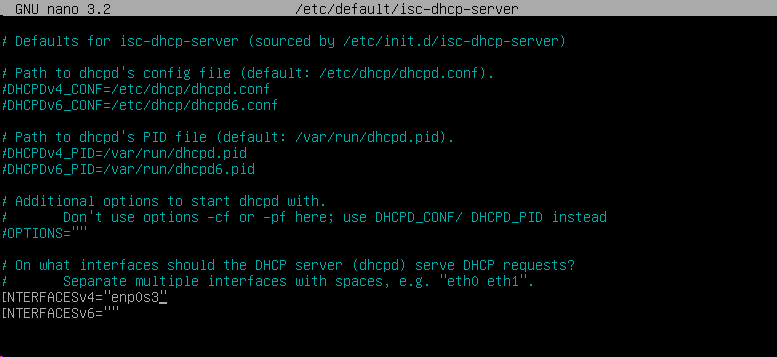 GNU nano 3.2 /etc/default/isc-dhcp-server
# Defaults for isc-dhcp-server (sourced by /etc/init.d/isc-dhcp-server)
# Path to dhcpd's config file (default: /etc/dhcp/dhcpd.conf).
#DHCPDv4_CONF=/etc/dhcp/dhcpd.conf
#DHCPDv6_CONF=/etc/dhcp/dhcpd6.conf
# Path to dhcpd's PID file (default: /var/run/dhcpd.pid).
#DHCPDv4_PID=/var/run/dhcpd.pid
#DHCPDv6_PID=/var/run/dhcpd6.pid
# Additional options to start dhcpd with.
# Don't use options -cf or -pf here; use DHCPD_CONF/ DHCPD_PID instead
#OPTIONS=""
# On what interfaces should the DHCP server (dhcpd) serve DHCP requests?
# Separate multiple interfaces with spaces, e.g. "eth0 eth1".
INTERFACESv4="enp0s3"
INTERFACESv6=""